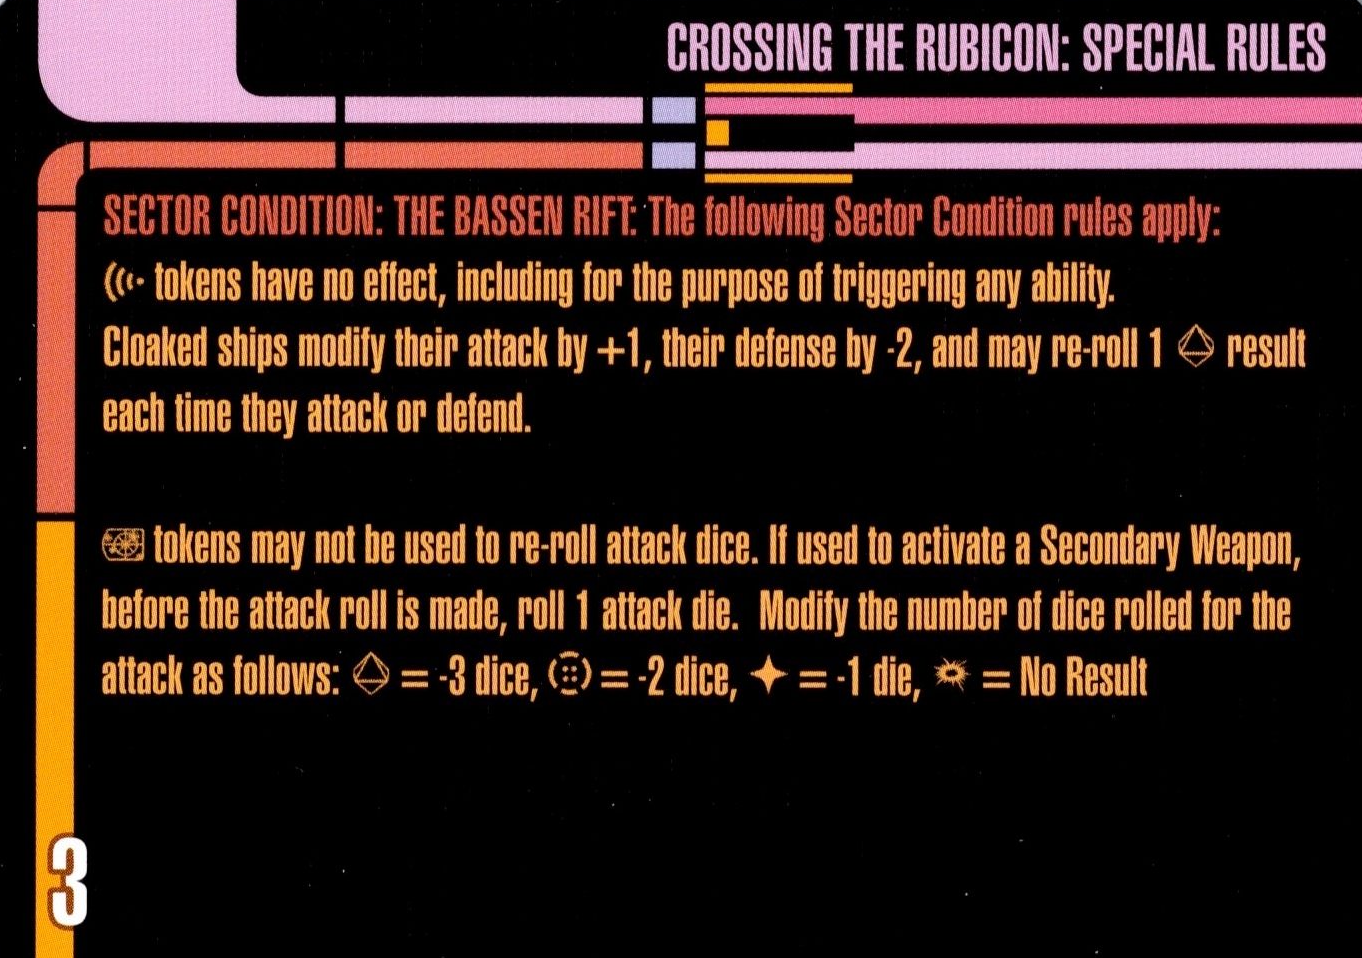 CROSSING THE RUBICON: SPECIAL RULES
SECTOR CONDITION: THE BASSEN RIFT: The following Sector Condition rules apply:
tokens have no effect, including for the purpose of triggering any ability.
Cloaked ships modify their attack by +1, their defense by -2, and may re-roll 1 result
each time they attack or defend.
tokens may not be used to re-roll attack dice. If used to activate a Secondary Weapon,
before the attack roll is made, roll 1 attack die. Modify the number of dice rolled for the
attack as follows: = -3 dice, = -2 dice, = -1 die, = No Result
3